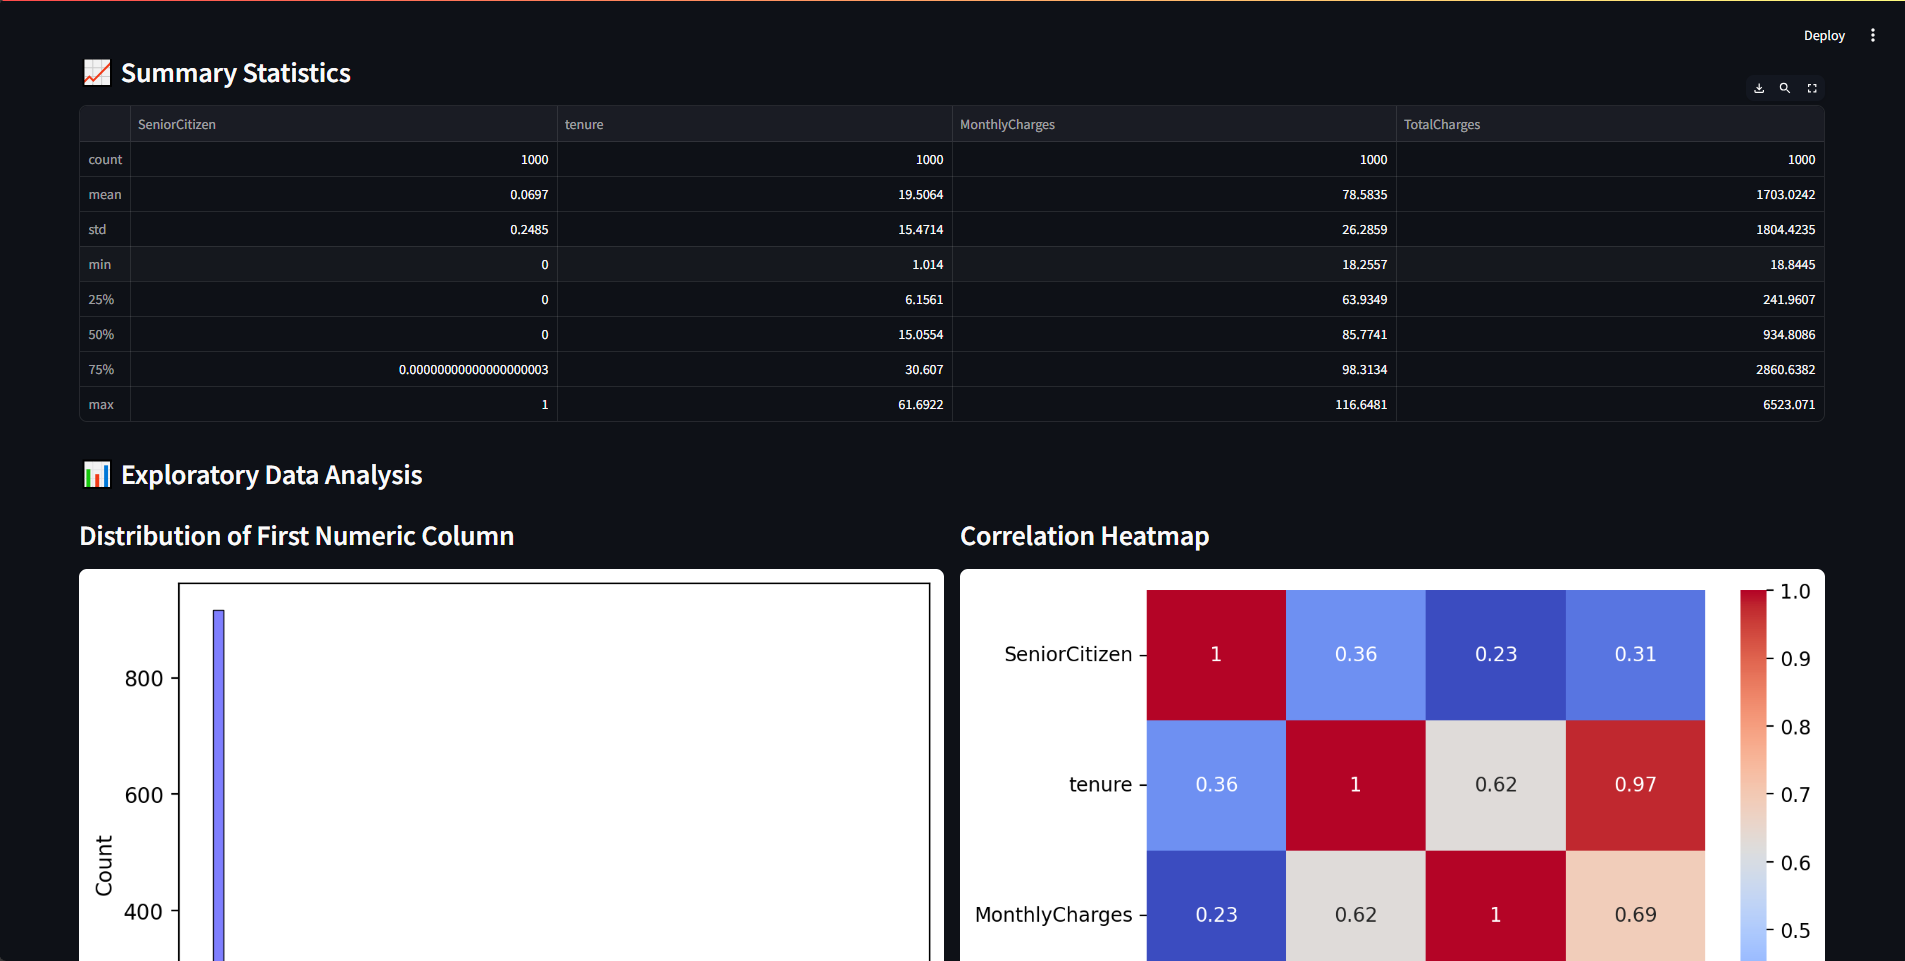 Deploy
Summary Statistics
SeniorCitizen tenure MonthlyCharges TotalCharges
count 1000 1000 1000 1000
mean 0.0697 19.5064 78.5835 1703.0242
std 0.2485 15.4714 26.2859 1804.4235
min 0 1.014 18.2557 18.8445
25% 0 6.1561 63.9349 241.9607
50% 0 15.0554 85.7741 934.8086
75% 0.00000000000000000003 30.607 98.3134 2860.6382
max 1 61.6922 116.6481 6523.071
Exploratory Data Analysis
Distribution of First Numeric Column
800
600
400
Count
Correlation Heatmap
SeniorCitizen 1 0.36 0.23 0.31
tenure 0.36 1 0.62 0.97
MonthlyCharges 0.23 0.62 1 0.69
1.0
0.9
0.8
0.7
0.6
0.5